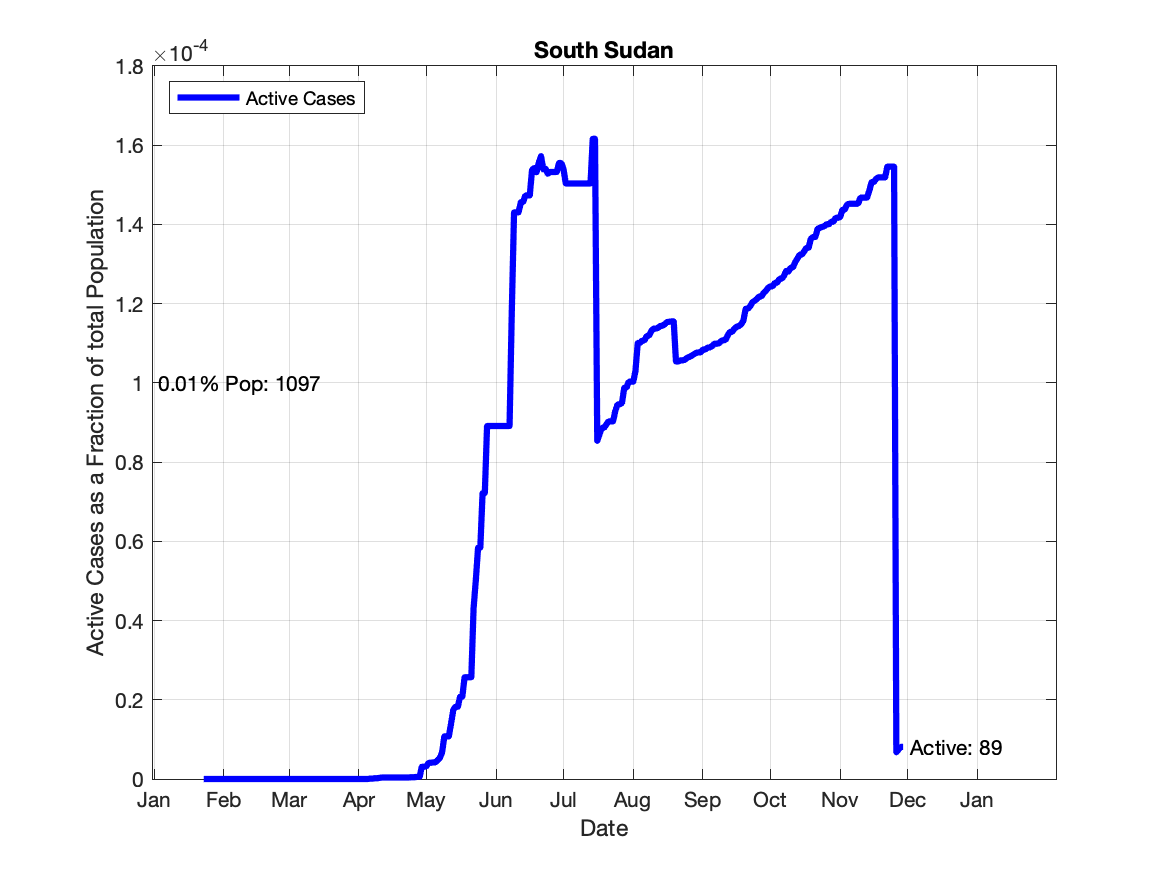 South Sudan
×10-4
Active Cases
1.8
1.6
1.4
1.2
1
0.8
0.6
0.4
0.2
0
Active Cases as a Fraction of total Population
0.01% Pop: 1097
Active: 89
Jan Feb Mar Apr May Jun Jul Aug Sep Oct Nov Dec Jan
Date